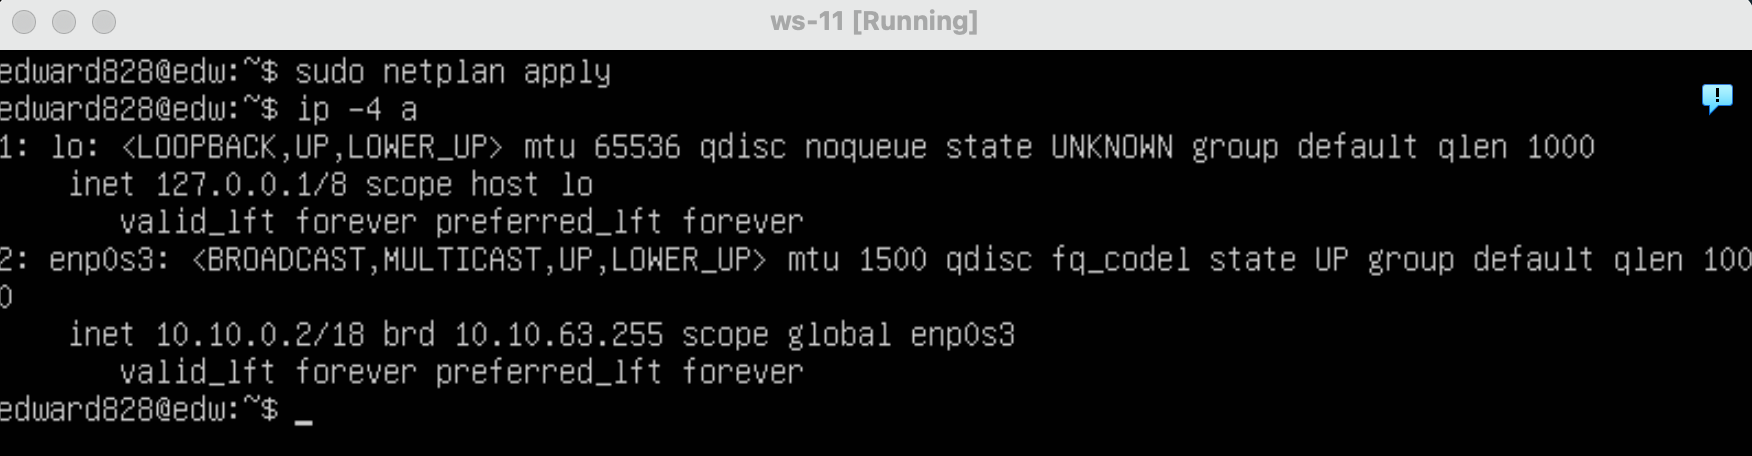 ws-11 [Running]
edward828@edw:~$ sudo netplan apply
edward828@edw:~$ ip -4 a
1: lo: <LOOPBACK,UP,LOWER_UP> mtu 65536 qdisc noqueue state UNKNOWN group default qlen 1000
    inet 127.0.0.1/8 scope host lo
       valid_lft forever preferred_lft forever
2: enp0s3: <BROADCAST,MULTICAST,UP,LOWER_UP> mtu 1500 qdisc fq_codel state UP group default qlen 100
0
    inet 10.10.0.2/18 brd 10.10.63.255 scope global enp0s3
       valid_lft forever preferred_lft forever
edward828@edw:~$ _